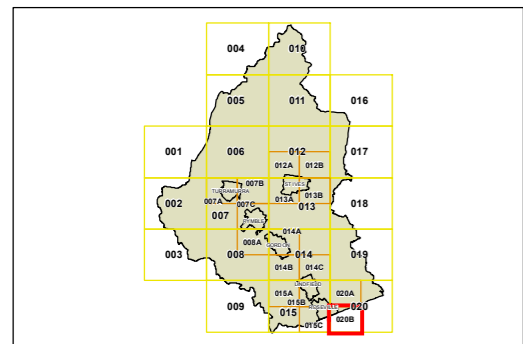 004 010
005 011 016
001 006 012 017
012A 012B
007B
TURRAMURRA ST.IVES
002 007A 007C 013A 013B 018
007 PYMBLE 013
014A
008A GORDON
003 008 014 019
014B 014C
LINDFIELD
015A 020A
009 015B ROSEVILLE 020
015 020B
015C